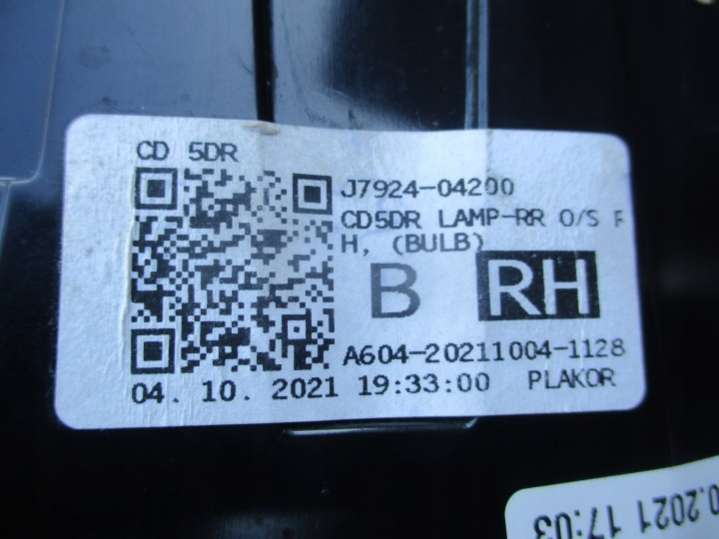 CD 5DR
J7924-04200
CD5DR LAMP-RR O/S R
H, (BULB)
B RH
A604-20211004-1128
04. 10. 2021 19:33:00 PLAKOR
0.2021 17:03